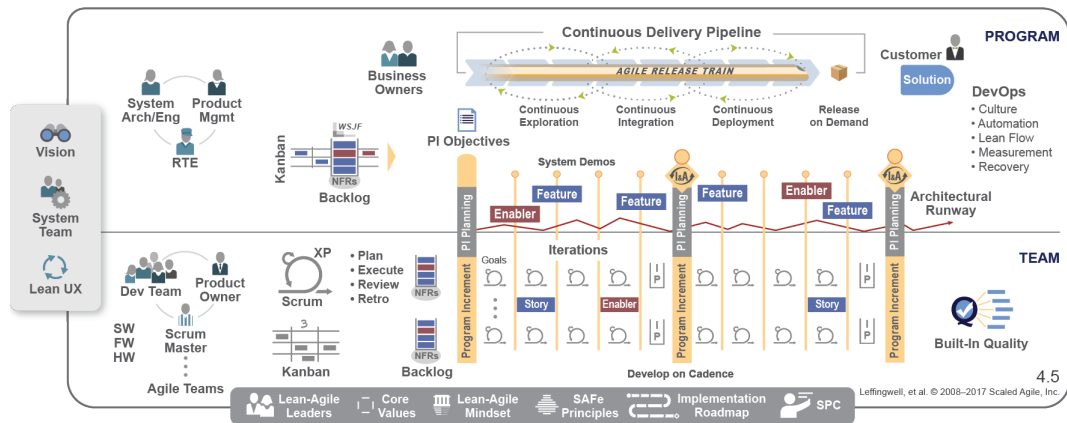 PROGRAM
Continuous Delivery Pipeline
AGILE RELEASE TRAIN
Continuous
Exploration
Continuous
Integration
Continuous
Deployment
Release
on Demand
Customer
Solution
DevOps
• Culture
• Automation
• Lean Flow
• Measurement
• Recovery
Business
Owners
System
Arch/Eng
Product
Mgmt
RTE
Vision
System
Team
Lean UX
Kanban
WSJF
NFRs
Backlog
PI Objectives
System Demos
I&A
I&A
PI Planning
PI Planning
PI Planning
Enabler
Feature
Feature
Feature
Enabler
Feature
Architectural
Runway
TEAM
Dev Team
Product
Owner
Scrum
Master
SW
FW
HW
Agile Teams
XP
Scrum
• Plan
• Execute
• Review
• Retro
3
Kanban
NFRs
NFRs
Backlog
Program Increment
Program Increment
Program Increment
Iterations
Goals
Story
Enabler
Story
I P
I P
I P
I P
Develop on Cadence
Built-In Quality
4.5
Leffingwell, et al. © 2008–2017 Scaled Agile, Inc.
Lean-Agile
Leaders
Core
Values
Lean-Agile
Mindset
SAFe
Principles
Implementation
Roadmap
SPC